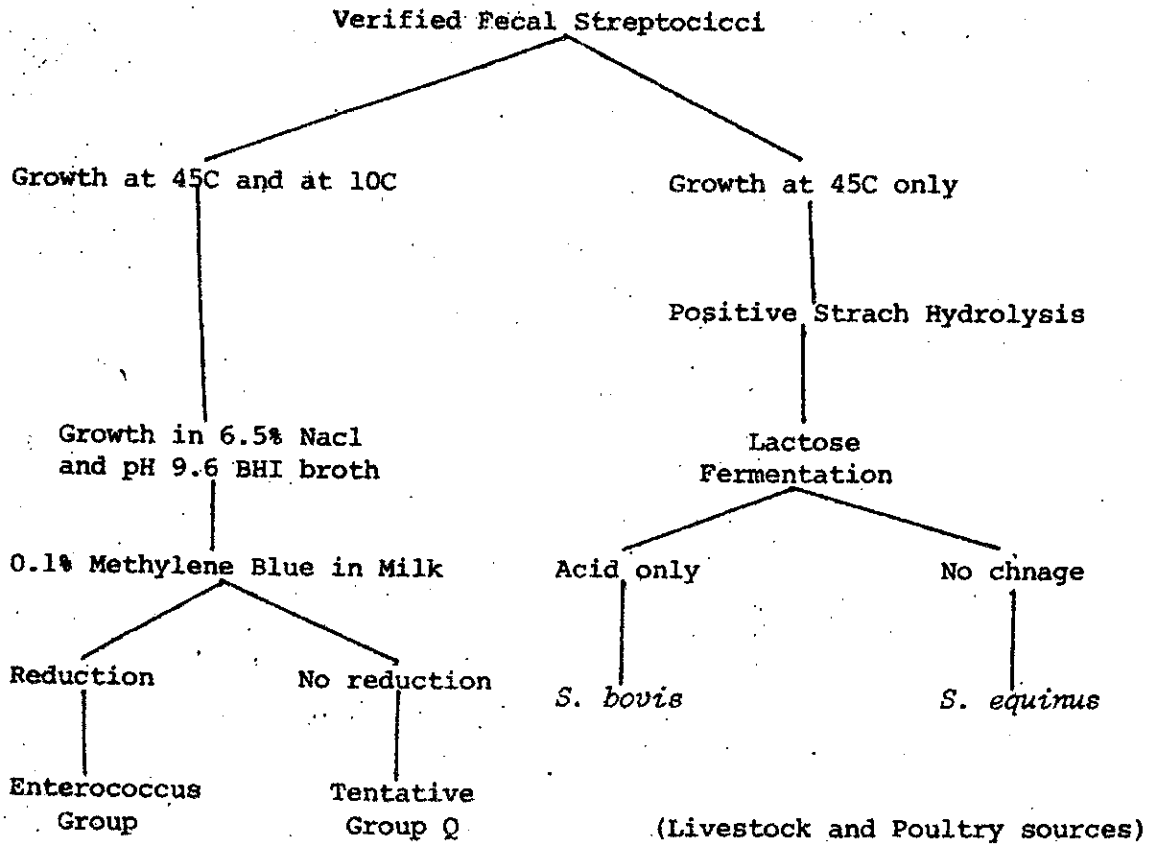 Verified Fecal Streptocicci
Growth at 45C and at 10C
Growth at 45C only
Positive Strach Hydrolysis
Growth in 6.5% Nacl
and pH 9.6 BHI broth
Lactose
Fermentation
0.1% Methylene Blue in Milk
Acid only
No chnage
Reduction
No reduction
S. bovis
S. equinus
Enterococcus
Group
Tentative
Group Q
(Livestock and Poultry sources)